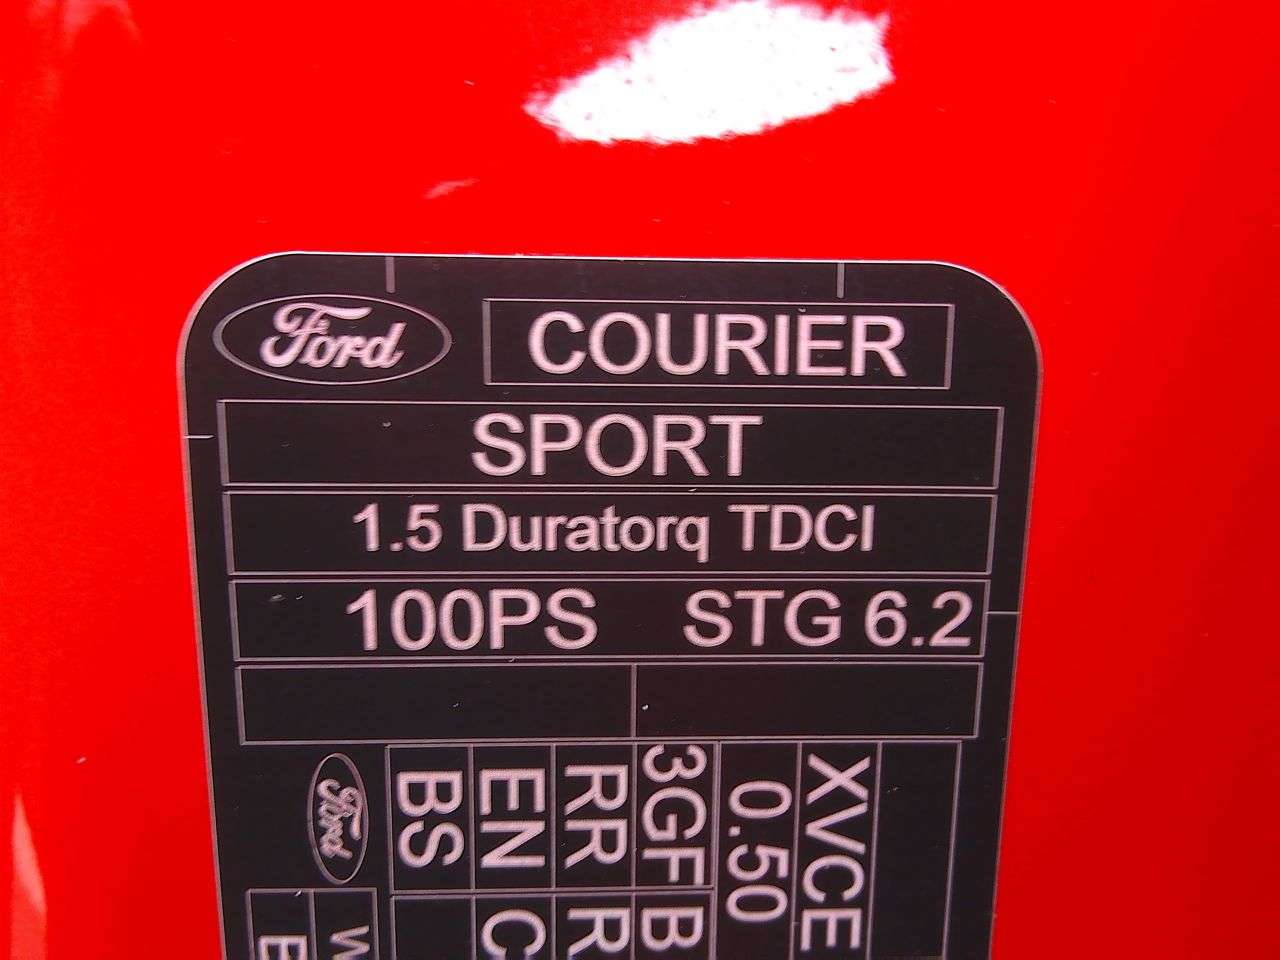 Ford
COURIER
SPORT
1.5 Duratorq TDCI
100PS STG 6.2
Ford
BS
EN
RR
3GF
0.50
XVCE
C
R
B
W
B